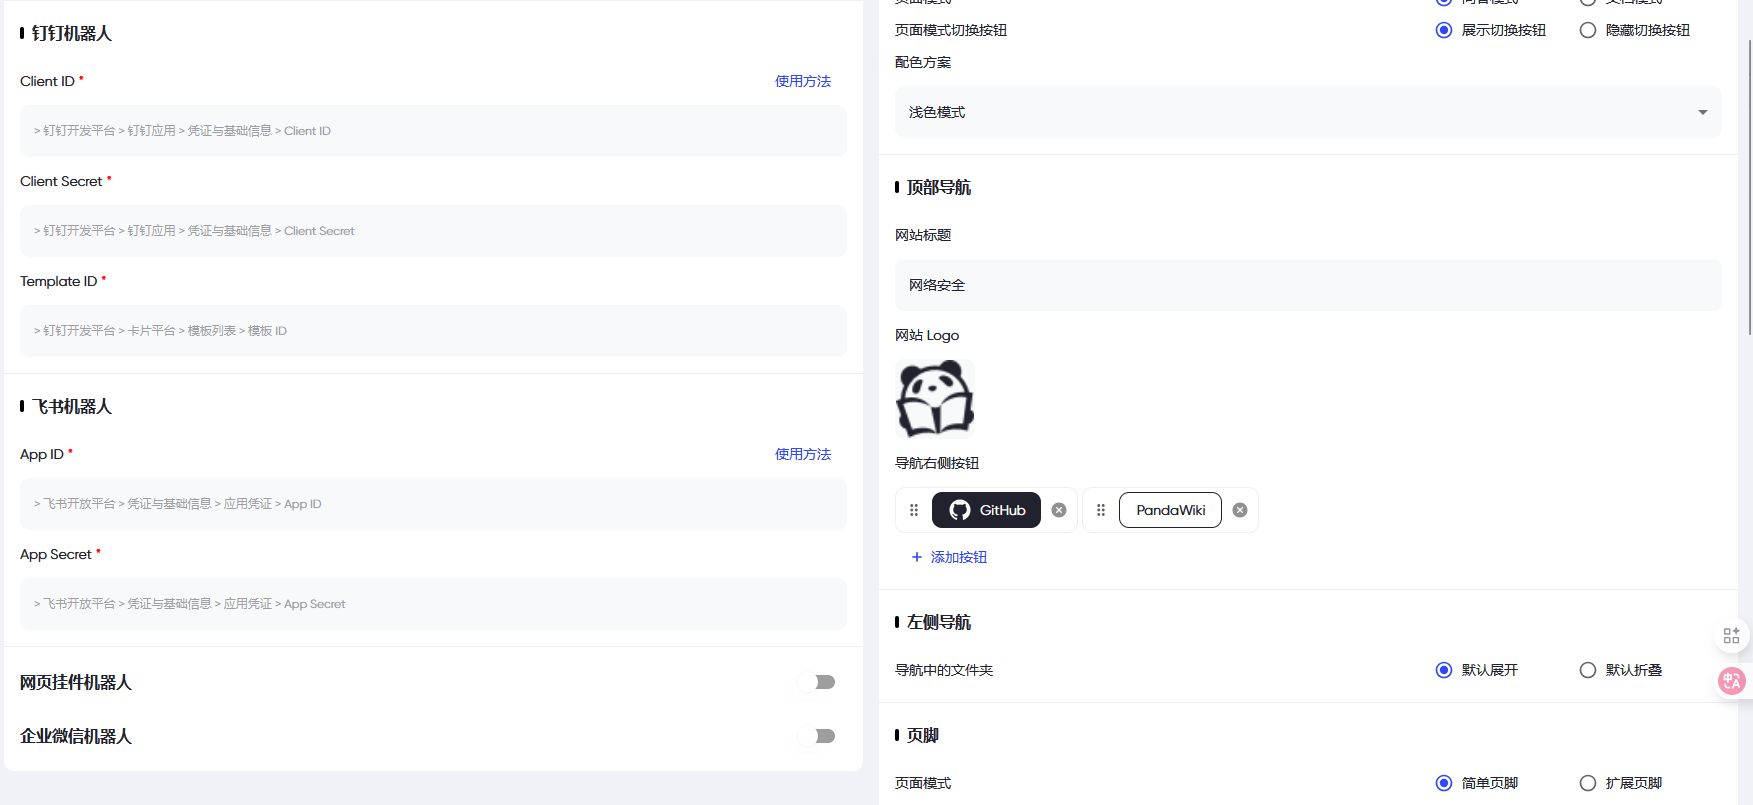 钉钉机器人
Client ID *
使用方法
> 钉钉开发平台 > 钉钉应用 > 凭证与基础信息 > Client ID
Client Secret *
> 钉钉开发平台 > 钉钉应用 > 凭证与基础信息 > Client Secret
Template ID *
> 钉钉开发平台 > 卡片平台 > 模板列表 > 模板 ID
飞书机器人
App ID *
使用方法
> 飞书开放平台 > 凭证与基础信息 > 应用凭证 > App ID
App Secret *
> 飞书开放平台 > 凭证与基础信息 > 应用凭证 > App Secret
网页挂件机器人
企业微信机器人
页面模式切换按钮
展示切换按钮
隐藏切换按钮
配色方案
浅色模式
顶部导航
网站标题
网络安全
网站 Logo
导航右侧按钮
GitHub
PandaWiki
+ 添加按钮
左侧导航
导航中的文件夹
默认展开
默认折叠
页脚
页面模式
简单页脚
扩展页脚